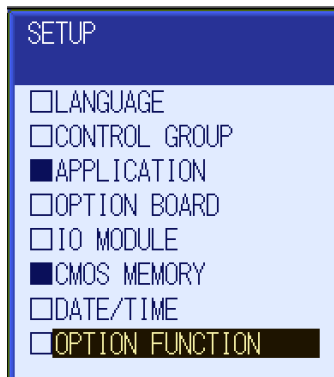 SETUP
□LANGUAGE
□CONTROL GROUP
■APPLICATION
□OPTION BOARD
□IO MODULE
■CMOS MEMORY
□DATE/TIME
□OPTION FUNCTION